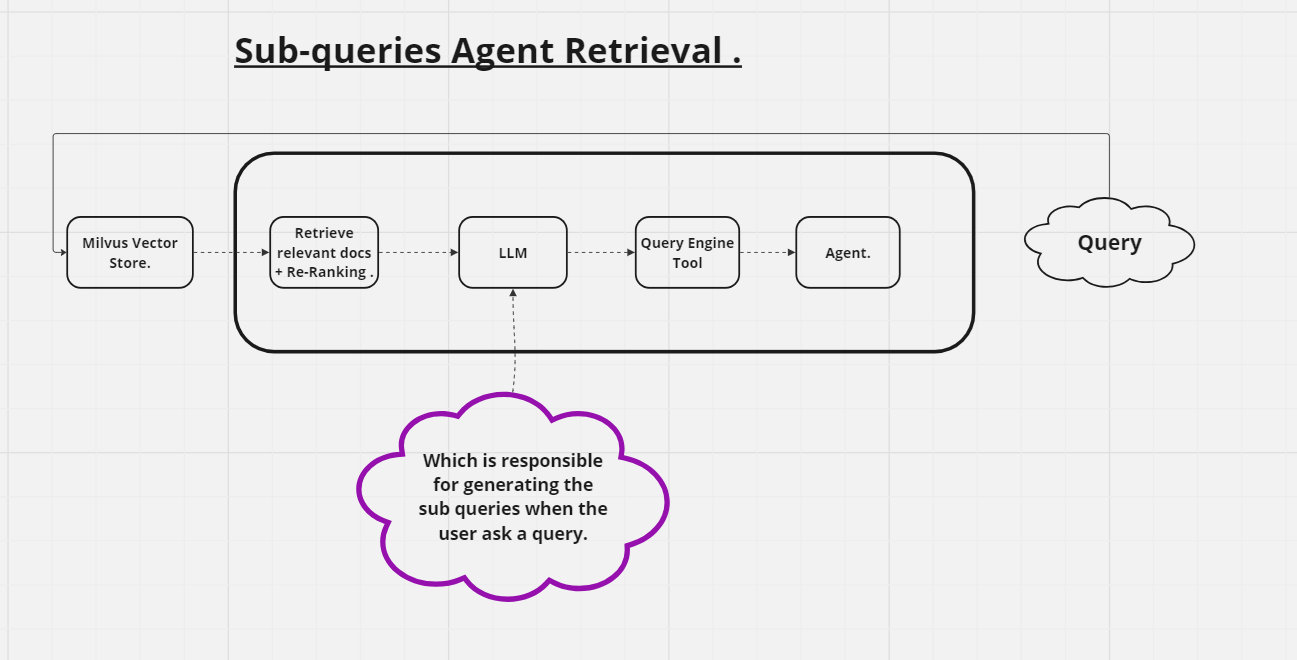 Sub-queries Agent Retrieval .
Milvus Vector
Store.
Retrieve
relevant docs
+ Re-Ranking .
LLM
Query Engine
Tool
Agent.
Query
Which is responsible
for generating the
sub queries when the
user ask a query.